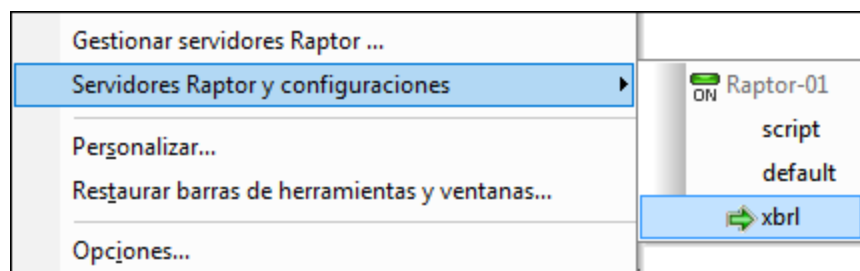 Gestionar servidores Raptor ...
Servidores Raptor y configuraciones
Personalizar...
Restaurar barras de herramientas y ventanas...
Opciones...
ON Raptor-01
script
default
xbrl